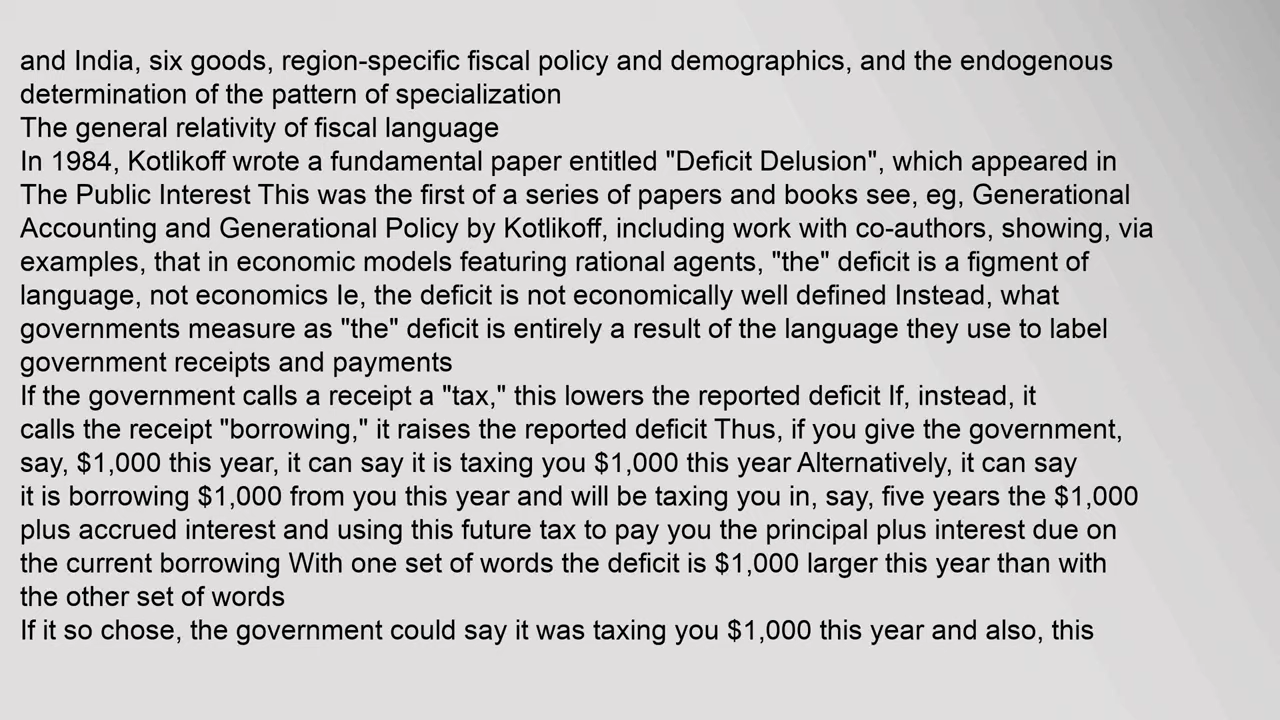 and India, six goods, region-specific fiscal policy and demographics, and the endogenous
determination of the pattern of specialization
The general relativity of fiscal language
In 1984, Kotlikoff wrote a fundamental paper entitled "Deficit Delusion", which appeared in
The Public Interest This was the first of a series of papers and books see, eg, Generational
Accounting and Generational Policy by Kotlikoff, including work with co-authors, showing, via
examples, that in economic models featuring rational agents, "the" deficit is a figment of
language, not economics Ie, the deficit is not economically well defined Instead, what
governments measure as "the" deficit is entirely a result of the language they use to label
government receipts and payments
If the government calls a receipt a "tax," this lowers the reported deficit If, instead, it
calls the receipt "borrowing," it raises the reported deficit Thus, if you give the government,
say, $1,000 this year, it can say it is taxing you $1,000 this year Alternatively, it can say
it is borrowing $1,000 from you this year and will be taxing you in, say, five years the $1,000
plus accrued interest and using this future tax to pay you the principal plus interest due on
the current borrowing With one set of words the deficit is $1,000 larger this year than with
the other set of words
If it so chose, the government could say it was taxing you $1,000 this year and also, this